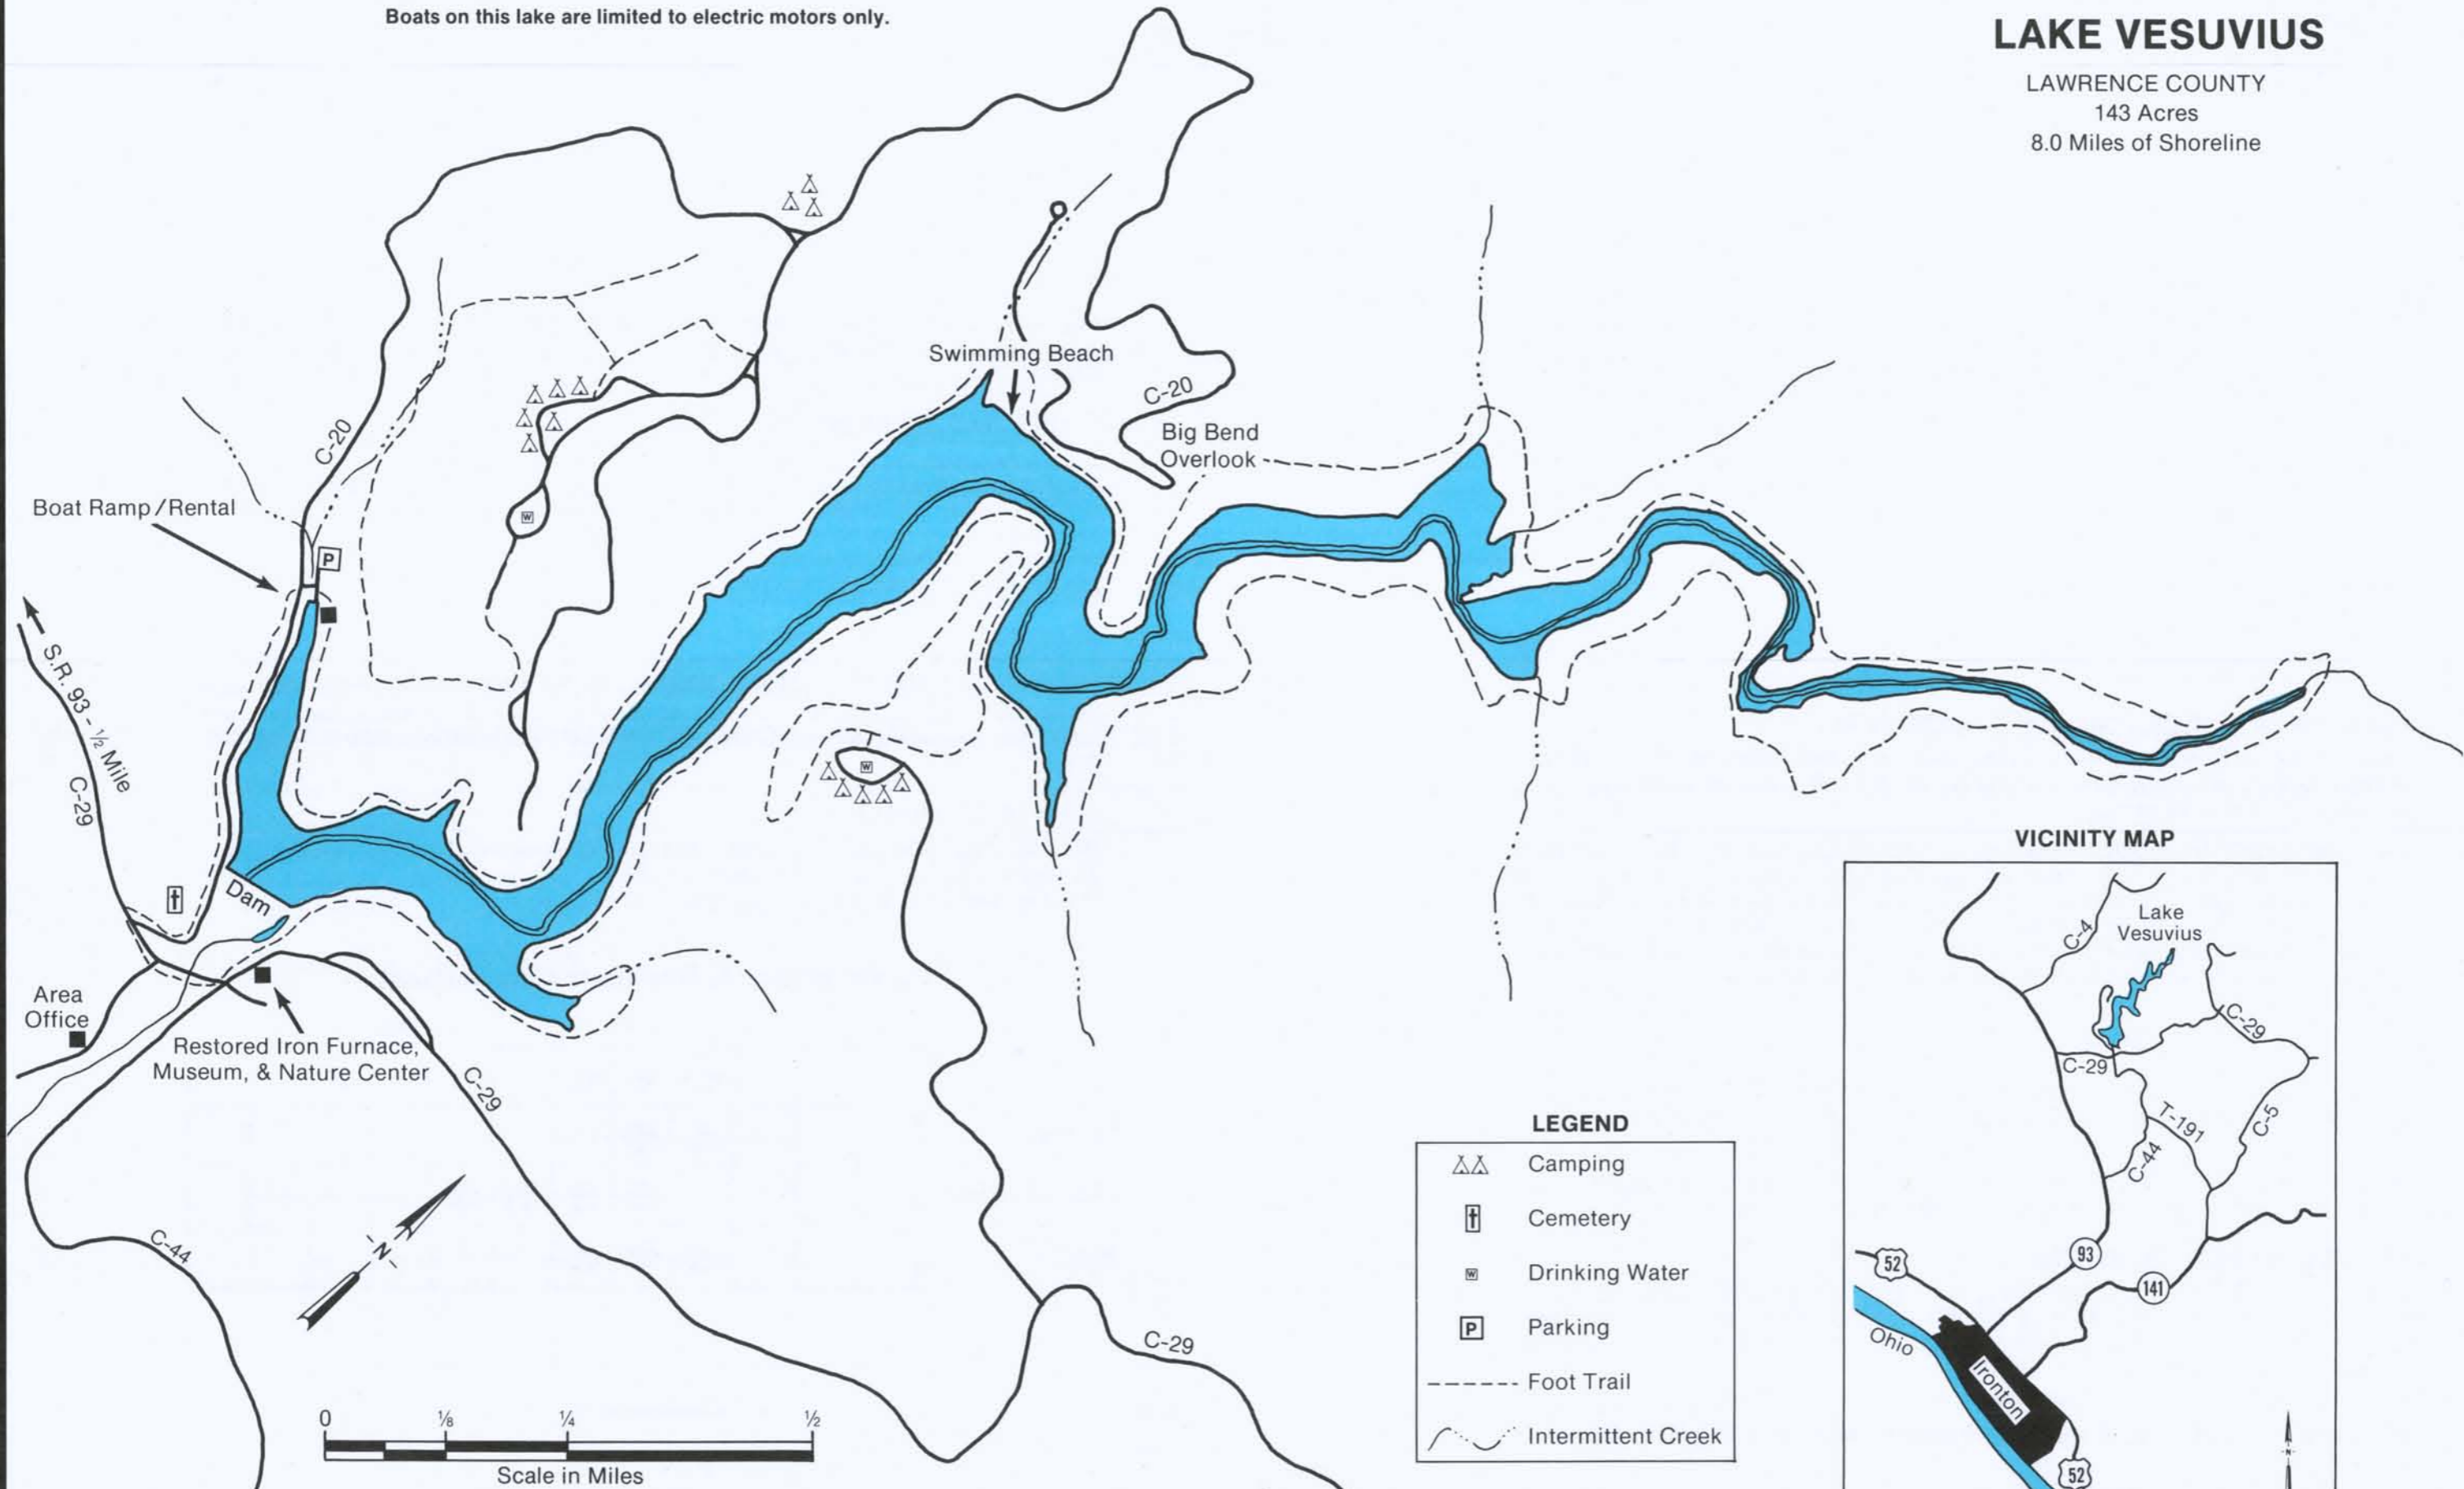 Boats on this lake are limited to electric motors only.
LAKE VESUVIUS
LAWRENCE COUNTY
143 Acres
8.0 Miles of Shoreline
Swimming Beach
C-20
Big Bend
Overlook
C-20
Boat Ramp/Rental
P
W
S.R. 93 - ½ Mile
C-29
W
Dam
Area
Office
Restored Iron Furnace,
Museum, & Nature Center
C-29
C-44
N
C-29
0 ⅛ ¼ ½
Scale in Miles
LEGEND
Camping
Cemetery
W Drinking Water
P Parking
Foot Trail
Intermittent Creek
VICINITY MAP
Lake
Vesuvius
C-4
C-29
C-29
T-191
C-5
C-44
93
52
141
Ohio
Ironton
52
N